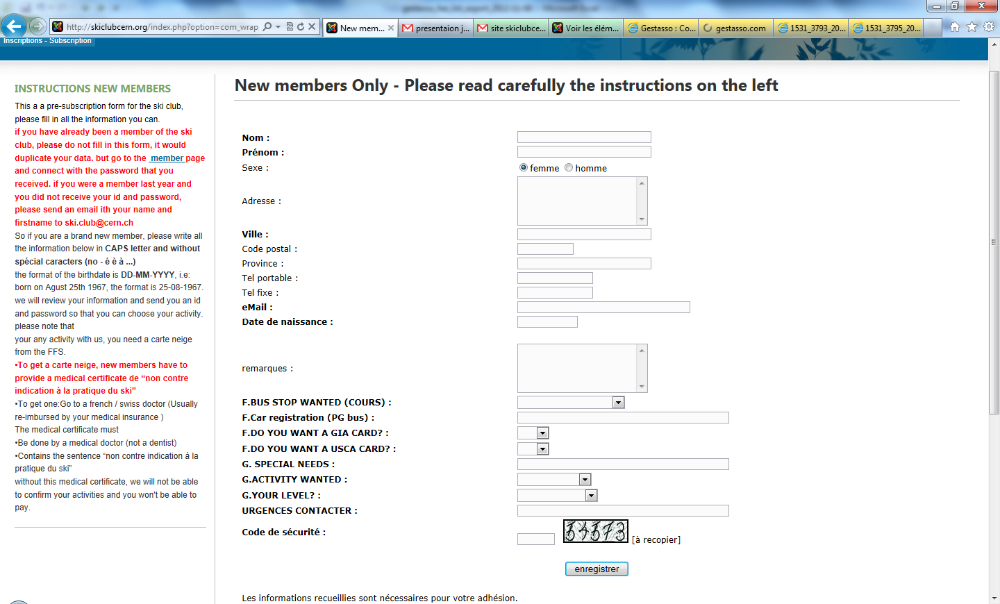 http://skiclubcern.org/index.php?option=com_wrap
New mem...
presentaion j...
site skiclubce...
Voir les élém...
Gestasso : Co...
gestasso.com
1531_3793_20...
1531_3795_20...
Inscriptions - Subscription
INSTRUCTIONS NEW MEMBERS
This a a pre-subscription form for the ski club,
please fill in all the information you can.
if you have already been a member of the ski
club, please do not fill in this form, it would
duplicate your data. but go to the member page
and connect with the password that you
received. if you were a member last year and
you did not receive your id and password,
please send an email ith your name and
firstname to ski.club@cern.ch
So if you are a brand new member, please write all
the information below in CAPS letter and without
spécial caracters (no - é è à ...)
the format of the birthdate is DD-MM-YYYY, i.e:
born on Agust 25th 1967, the format is 25-08-1967.
we will review your information and send you an id
and password so that you can choose your activity.
please note that
your any activity with us, you need a carte neige
from the FFS.
•To get a carte neige, new members have to
provide a medical certificate de “non contre
indication à la pratique du ski”
•To get one:Go to a french / swiss doctor (Usually
re-imbursed by your medical insurance )
The medical certificate must
•Be done by a medical doctor (not a dentist)
•Contains the sentence “non contre indication à la
pratique du ski”
without this medical certificate, we will not be able
to confirm your activities and you won't be able to
pay.
New members Only - Please read carefully the instructions on the left
Nom :
Prénom :
Sexe : femme homme
Adresse :
Ville :
Code postal :
Province :
Tel portable :
Tel fixe :
eMail :
Date de naissance :
remarques :
F.BUS STOP WANTED (COURS) :
F.Car registration (PG bus) :
F.DO YOU WANT A GIA CARD? :
F.DO YOU WANT A USCA CARD? :
G. SPECIAL NEEDS :
G.ACTIVITY WANTED :
G.YOUR LEVEL? :
URGENCES CONTACTER :
Code de sécurité : [à recopier]
enregistrer
Les informations recueillies sont nécessaires pour votre adhésion.